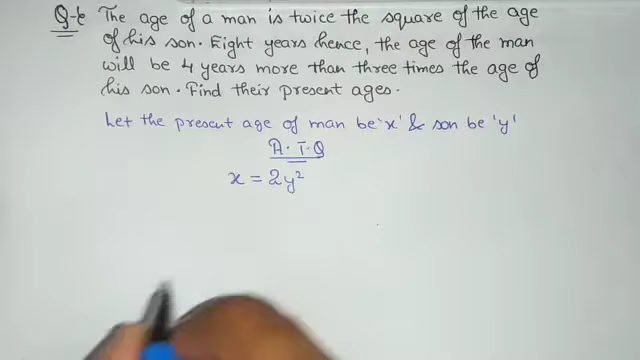 Q-6 The age of a man is twice the square of the age
of his son. Eight years hence, the age of the man
will be 4 years more than three times the age of
his son. Find their present ages.
Let the present age of man be 'x' & son be 'y'
A.T.Q
x = 2y²